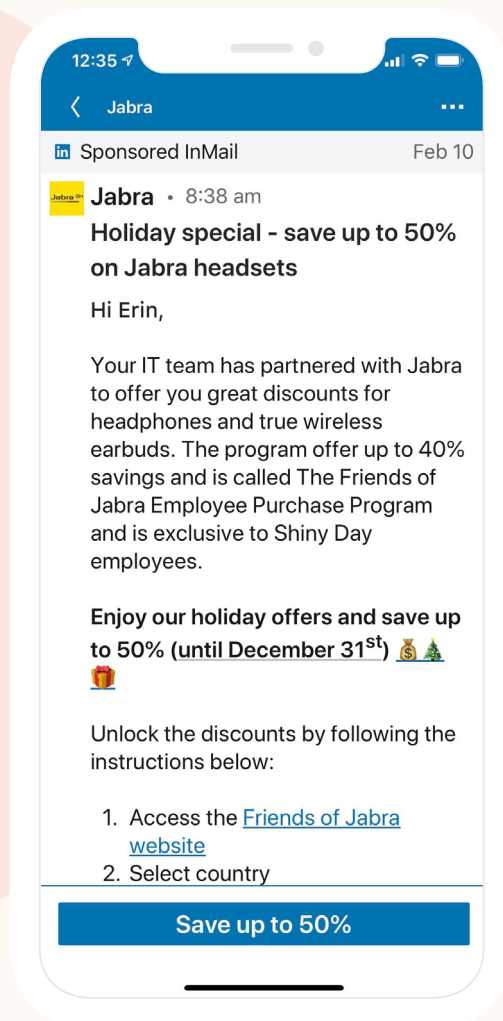 12:35
Jabra
in Sponsored InMail Feb 10
Jabra GN
Jabra • 8:38 am
Holiday special - save up to 50%
on Jabra headsets
Hi Erin,
Your IT team has partnered with Jabra
to offer you great discounts for
headphones and true wireless
earbuds. The program offer up to 40%
savings and is called The Friends of
Jabra Employee Purchase Program
and is exclusive to Shiny Day
employees.
Enjoy our holiday offers and save up
to 50% (until December 31st) 💰🎄
🎁
Unlock the discounts by following the
instructions below:
1. Access the Friends of Jabra
website
2. Select country
Save up to 50%